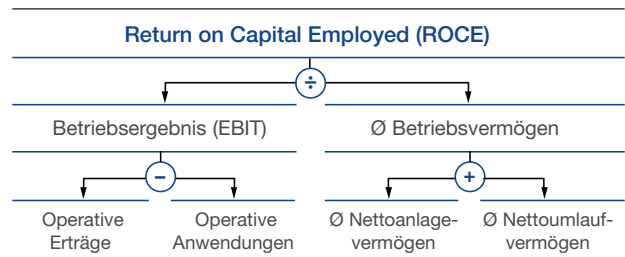 Return on Capital Employed (ROCE)
÷
Betriebsergebnis (EBIT)
Ø Betriebsvermögen
−
+
Operative
Erträge
Operative
Anwendungen
Ø Nettoanlage-
vermögen
Ø Nettoumlauf-
vermögen